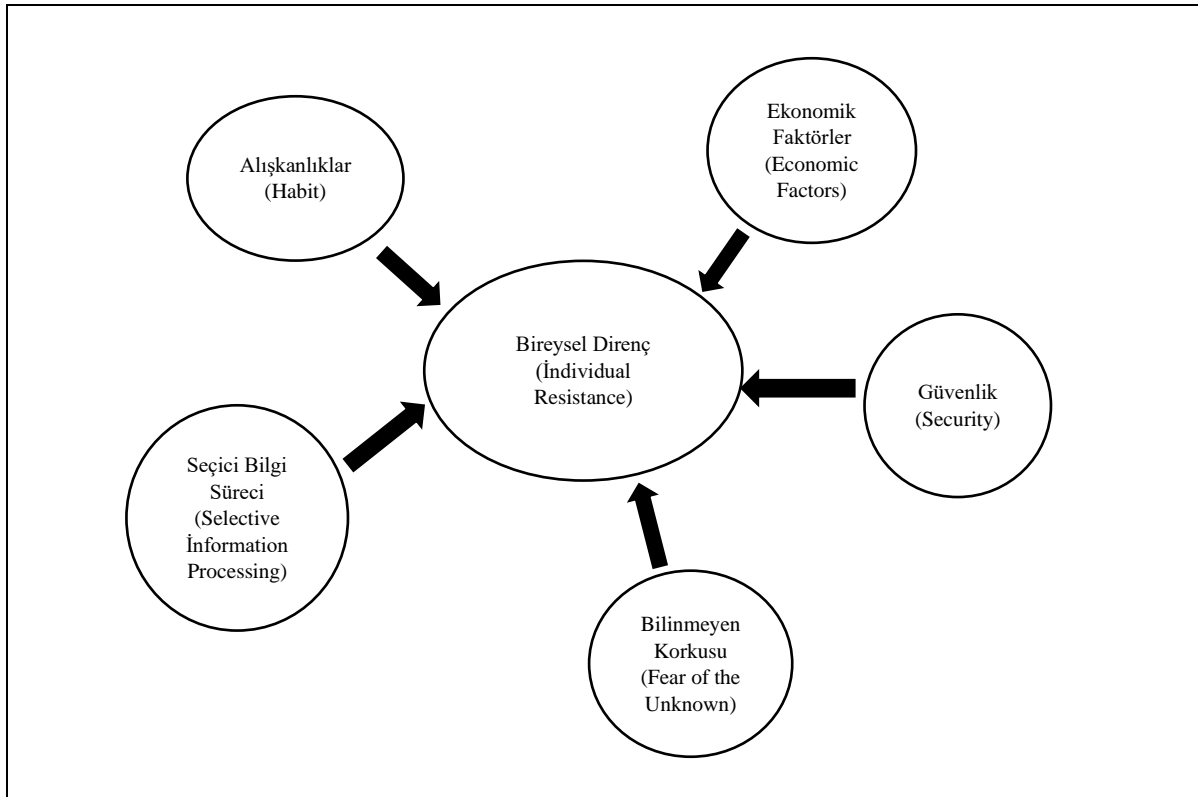 Alışkanlıklar
(Habit)
Ekonomik
Faktörler
(Economic
Factors)
Bireysel Direnç
(İndividual
Resistance)
Güvenlik
(Security)
Seçici Bilgi
Süreci
(Selective
İnformation
Processing)
Bilinmeyen
Korkusu
(Fear of the
Unknown)